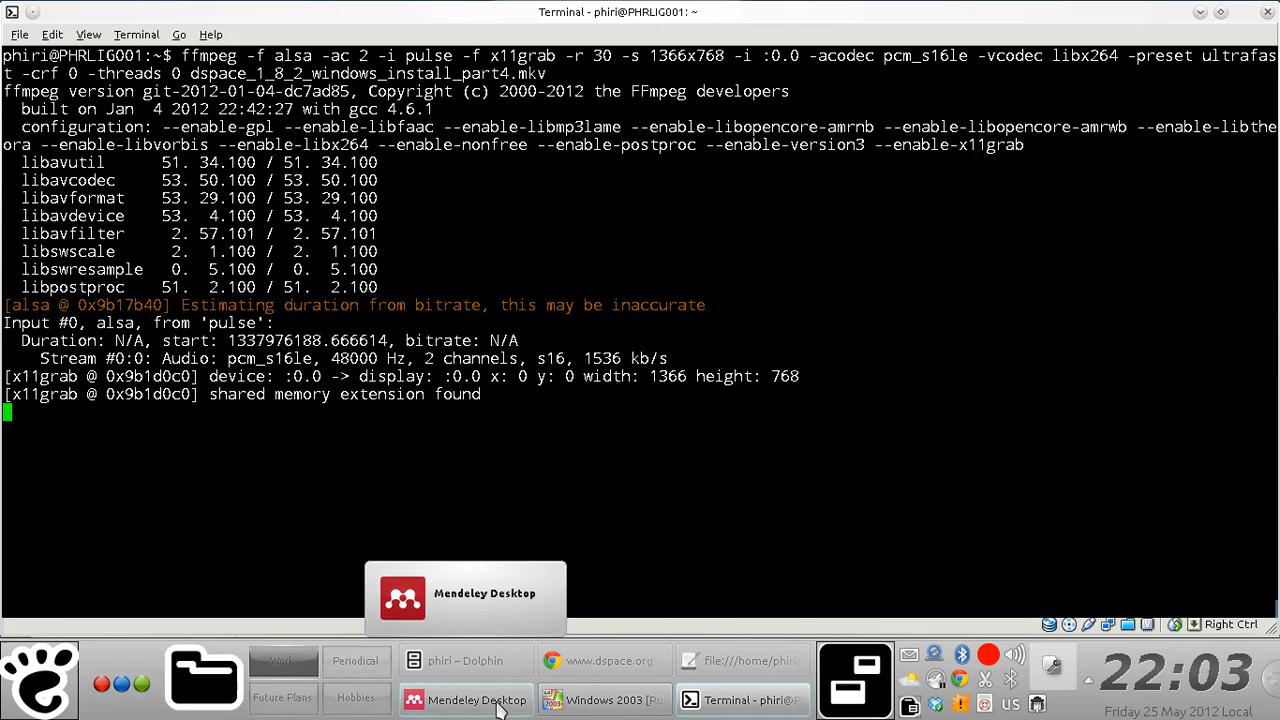 Terminal - phiri@PHRLIG001: ~
File Edit View Terminal Go Help
phiri@PHRLIG001:~$ ffmpeg -f alsa -ac 2 -i pulse -f x11grab -r 30 -s 1366x768 -i :0.0 -acodec pcm_s16le -vcodec libx264 -preset ultrafas
t -crf 0 -threads 0 dspace_1_8_2_windows_install_part4.mkv
ffmpeg version git-2012-01-04-dc7ad85, Copyright (c) 2000-2012 the FFmpeg developers
built on Jan  4 2012 22:42:27 with gcc 4.6.1
configuration: --enable-gpl --enable-libfaac --enable-libmp3lame --enable-libopencore-amrnb --enable-libopencore-amrwb --enable-libthe
ora --enable-libvorbis --enable-libx264 --enable-nonfree --enable-postproc --enable-version3 --enable-x11grab
libavutil 51. 34.100 / 51. 34.100
libavcodec 53. 50.100 / 53. 50.100
libavformat 53. 29.100 / 53. 29.100
libavdevice 53. 4.100 / 53. 4.100
libavfilter 2. 57.101 / 2. 57.101
libswscale 2. 1.100 / 2. 1.100
libswresample 0. 5.100 / 0. 5.100
libpostproc 51. 2.100 / 51. 2.100
[alsa @ 0x9b17b40] Estimating duration from bitrate, this may be inaccurate
Input #0, alsa, from 'pulse':
Duration: N/A, start: 1337976188.666614, bitrate: N/A
Stream #0:0: Audio: pcm_s16le, 48000 Hz, 2 channels, s16, 1536 kb/s
[x11grab @ 0x9b1d0c0] device: :0.0 -> display: :0.0 x: 0 y: 0 width: 1366 height: 768
[x11grab @ 0x9b1d0c0] shared memory extension found
Mendeley Desktop
Right Ctrl
Work Periodical phiri - Dolphin www.dspace.org - file:///home/phiri/
Future Plans Hobbies Mendeley Desktop Windows 2003 [Ru Terminal - phiri@P
US
22:03
Friday 25 May 2012 Local